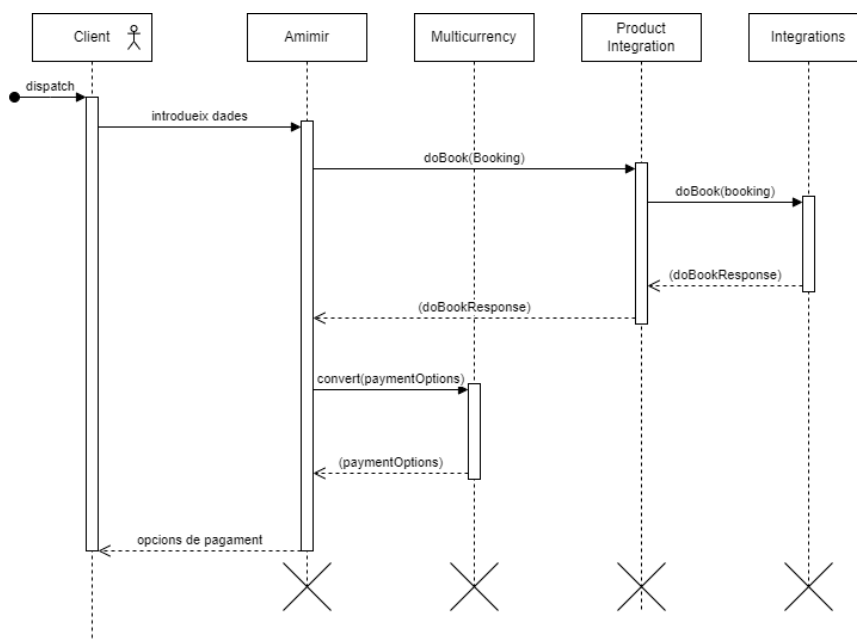 Client
Amimir
Multicurrency
Product
Integration
Integrations
dispatch
introdueix dades
doBook(Booking)
doBook(booking)
(doBookResponse)
(doBookResponse)
convert(paymentOptions)
(paymentOptions)
opcions de pagament